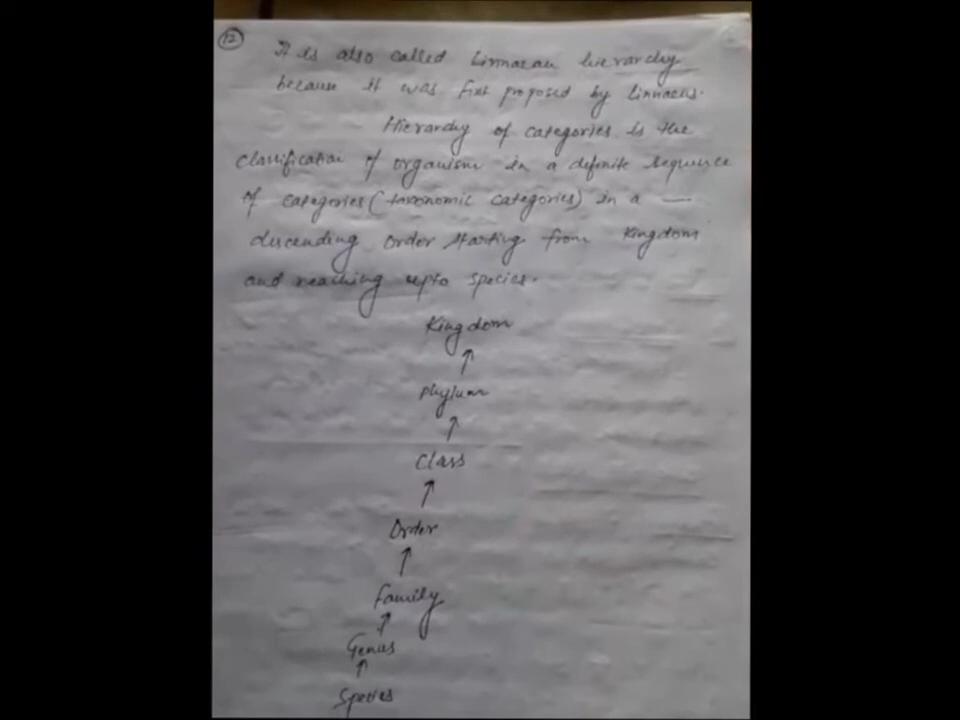 12
It is also called Linnaeau hierarchy
because it was first proposed by Linnaeus.
Hierarchy of categories is the
classification of organism in a definite sequence
of categories (taxonomic categories) in a —
descending order starting from Kingdom
and reaching upto species.
Kingdom
↑
Phylum
↑
Class
↑
Order
↑
Family
↑
Genus
↑
Species